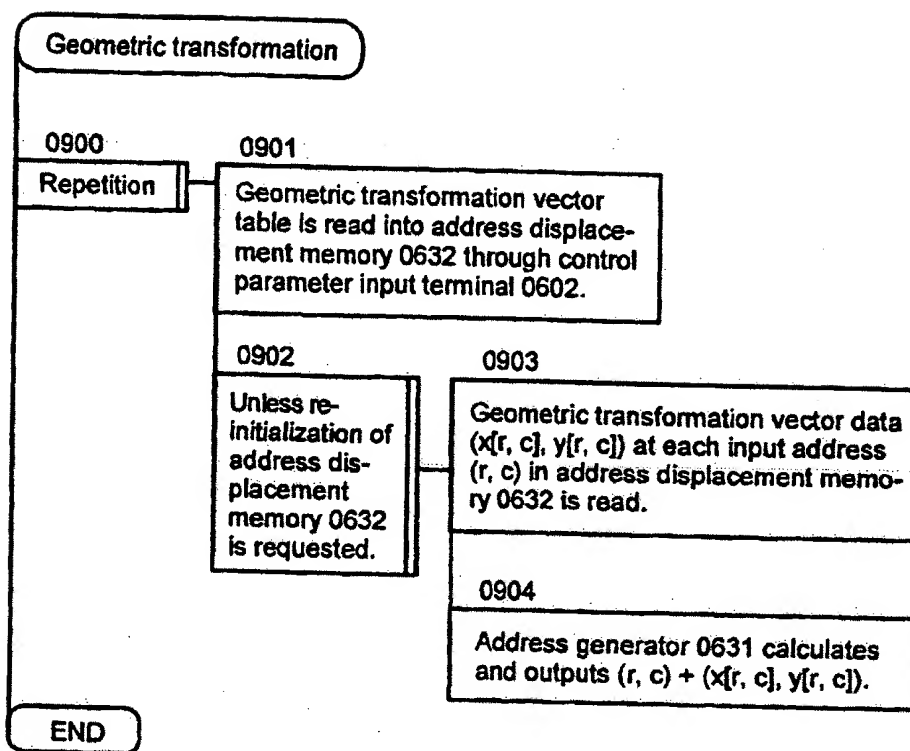 Geometric transformation
0900
Repetition
0901
Geometric transformation vector
table is read into address displace-
ment memory 0632 through control
parameter input terminal 0602.
0902
Unless re-
initialization of
address dis-
placement
memory 0632
is requested.
0903
Geometric transformation vector data
(x[r, c], y[r, c]) at each input address
(r, c) in address displacement memo-
ry 0632 is read.
0904
Address generator 0631 calculates
and outputs (r, c) + (x[r, c], y[r, c]).
END